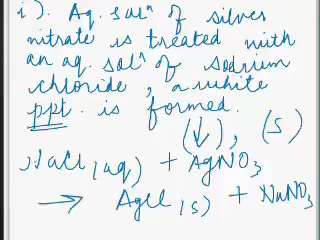 i). Aq. solⁿ of silver
nitrate is treated with
an aq. solⁿ of sodium
chloride, a white
ppt. is formed.
(↓), (s)
NaCl(aq) + AgNO₃
⟶ AgCl(s) + NaNO₃